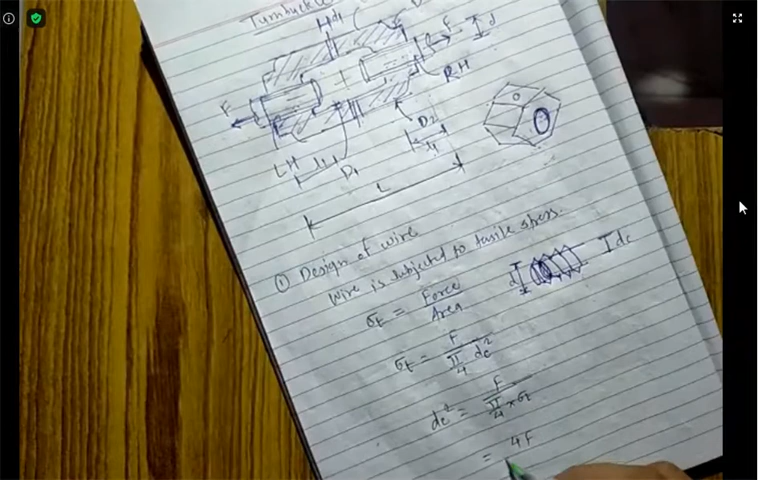 Turnbuckle
d1
F
d
RH
F
LH
D1
D2
L
① Design of wire
Wire is subjected to tensile stress.
σt = Force
Area
d
dc
σt = F
π/4 dc²
dc² = F
π/4 × σt
= 4F